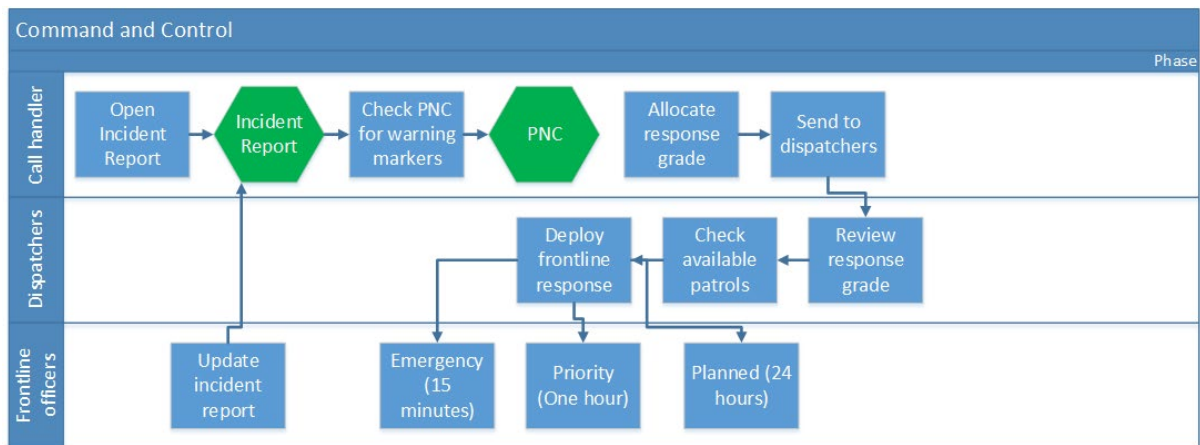 Command and Control
Phase
Call handler
Open
Incident
Report
Incident
Report
Check PNC
for warning
markers
PNC
Allocate
response
grade
Send to
dispatchers
Dispatchers
Deploy
frontline
response
Check
available
patrols
Review
response
grade
Frontline
officers
Update
incident
report
Emergency
(15
minutes)
Priority
(One hour)
Planned (24
hours)